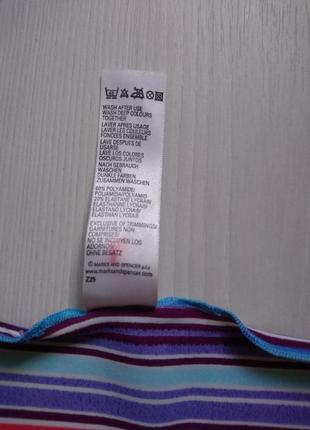 WASH AFTER USE
WASH DEEP COLOURS
TOGETHER
LAVER APRES USAGE
LAVER LES COULEURS
FONCEES ENSEMBLE
LAVE DESPUES DE
USARSE
LAVE LOS COLORES
OSCUROS JUNTOS
NACH GEBRAUCH
WASCHEN
DUNKLE FARBEN
ZUSAMMEN WASCHEN
80% POLYAMIDE/
POLIAMIDA/POLYAMID
20% ELASTANE LYCRA/
ELASTHANNE LYCRA/
ELASTANO LYCRA/
ELASTHAN LYCRA
EXCLUSIVE OF TRIMMINGS/
GARNITURES NON
COMPRISES/
NO SE INCLUYEN LOS
ADORNOS/
OHNE BESATZ
© MARKS AND SPENCER p.l.c
www.marksandspencer.com
Z25